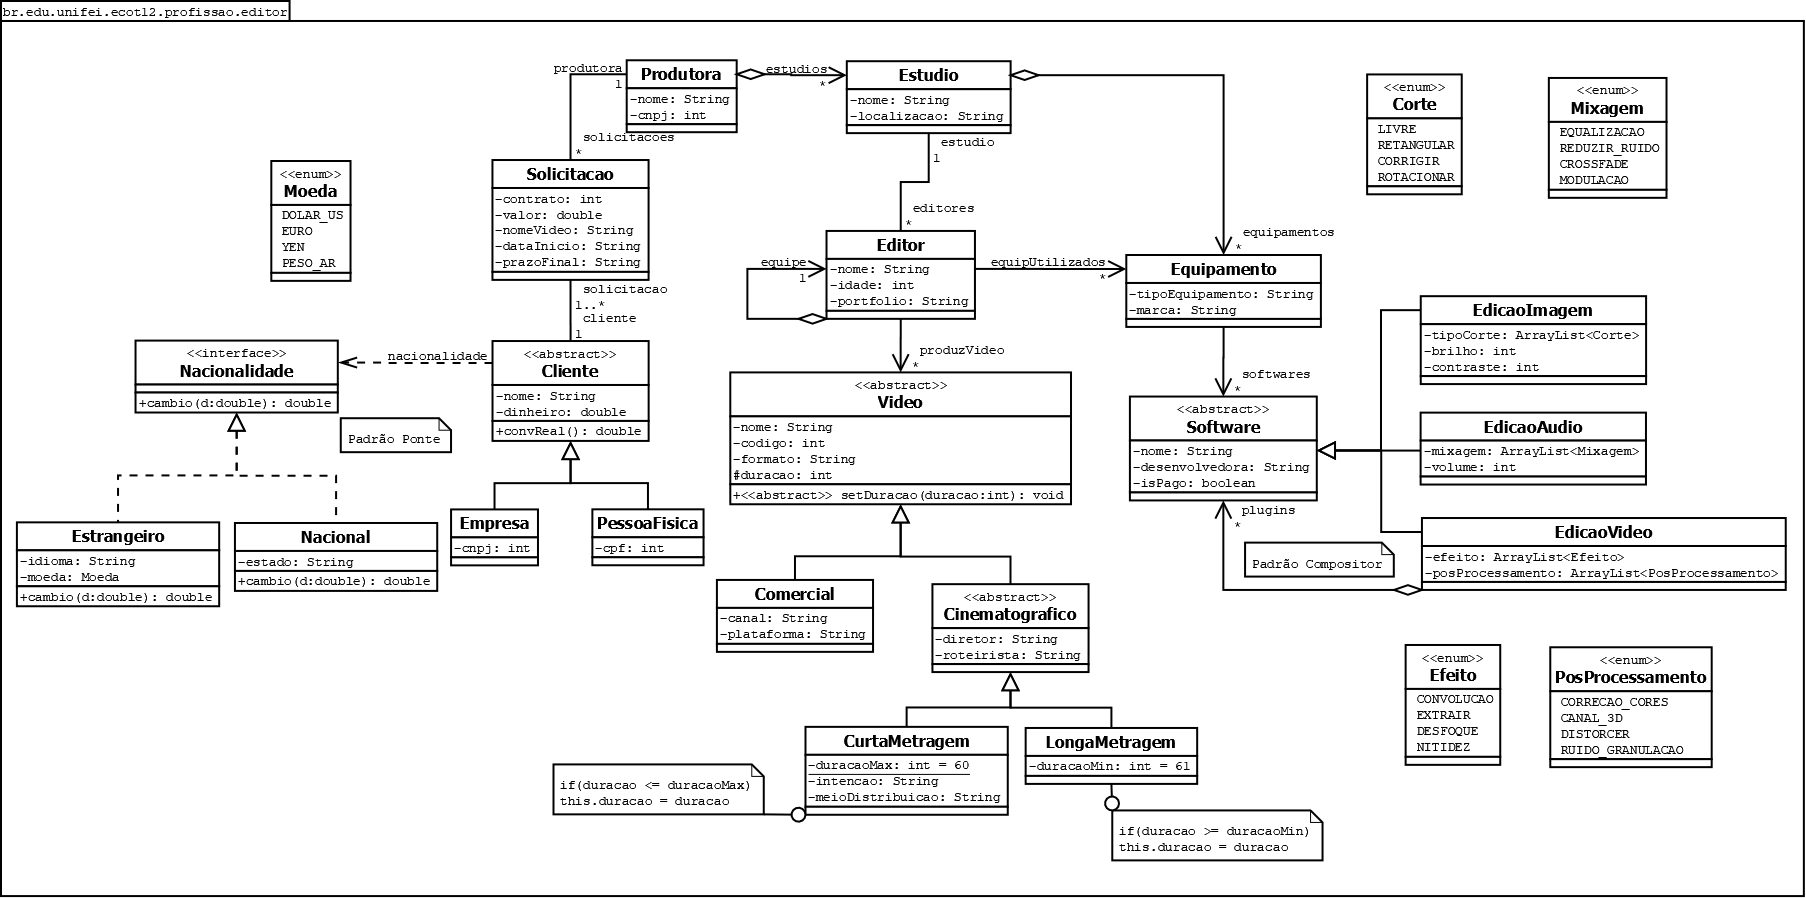 br.edu.unifei.ecot12.profissao.editor
produtora
1
Produtora
-nome: String
-cnpj: int
estudios
*
Estudio
-nome: String
-localizacao: String
<<enum>>
Corte
LIVRE
RETANGULAR
CORRIGIR
ROTACIONAR
<<enum>>
Mixagem
EQUALIZACAO
REDUZIR_RUIDO
CROSSFADE
MODULACAO
solicitacoes
*
estudio
1
<<enum>>
Moeda
DOLAR_US
EURO
YEN
PESO_AR
Solicitacao
-contrato: int
-valor: double
-nomeVideo: String
-dataInicio: String
-prazoFinal: String
editores
*
Editor
-nome: String
-idade: int
-portfolio: String
equipe
1
equipUtilizados
*
equipamentos
*
Equipamento
-tipoEquipamento: String
-marca: String
solicitacao
1..*
cliente
1
EdicaoImagem
-tipoCorte: ArrayList<Corte>
-brilho: int
-contraste: int
<<interface>>
Nacionalidade
+cambio(d:double): double
nacionalidade
<<abstract>>
Cliente
-nome: String
-dinheiro: double
+convReal(): double
Padrão Ponte
produzVideo
*
<<abstract>>
Video
-nome: String
-codigo: int
-formato: String
#duracao: int
+<<abstract>> setDuracao(duracao:int): void
softwares
*
<<abstract>>
Software
-nome: String
-desenvolvedora: String
-isPago: boolean
EdicaoAudio
-mixagem: ArrayList<Mixagem>
-volume: int
plugins
*
Estrangeiro
-idioma: String
-moeda: Moeda
+cambio(d:double): double
Nacional
-estado: String
+cambio(d:double): double
Empresa
-cnpj: int
PessoaFisica
-cpf: int
Padrão Compositor
EdicaoVideo
-efeito: ArrayList<Efeito>
-posProcessamento: ArrayList<PosProcessamento>
Comercial
-canal: String
-plataforma: String
<<abstract>>
Cinematografico
-diretor: String
-roteirista: String
<<enum>>
Efeito
CONVOLUCAO
EXTRAIR
DESFOQUE
NITIDEZ
<<enum>>
PosProcessamento
CORRECAO_CORES
CANAL_3D
DISTORCER
RUIDO_GRANULACAO
CurtaMetragem
-duracaoMax: int = 60
-intencao: String
-meioDistribuicao: String
LongaMetragem
-duracaoMin: int = 61
if(duracao <= duracaoMax)
this.duracao = duracao
if(duracao >= duracaoMin)
this.duracao = duracao